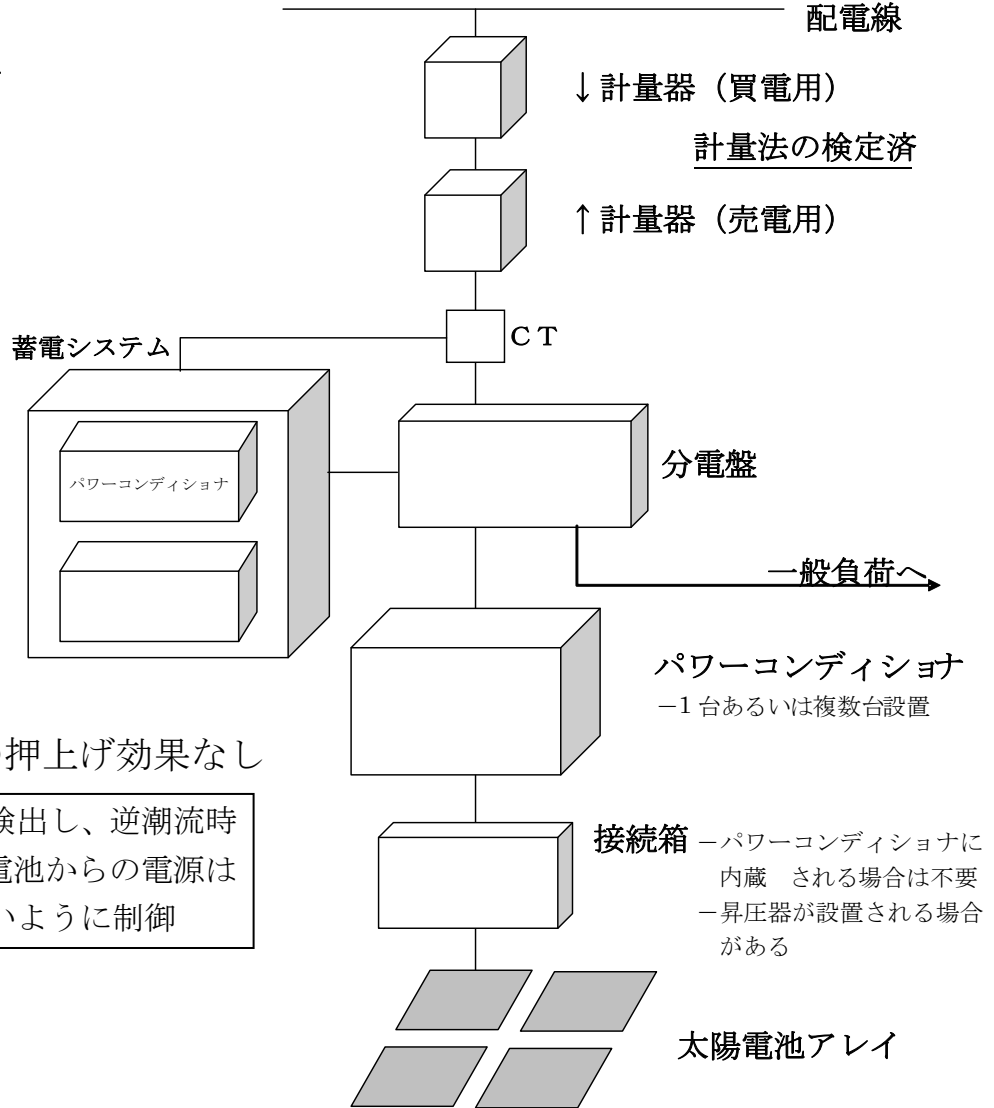 配電線
↓計量器（買電用）
計量法の検定済
↑計量器（売電用）
ＣＴ
蓄電システム
パワーコンディショナ
分電盤
一般負荷へ
パワーコンディショナ
－1 台あるいは複数台設置
押上げ効果なし
検出し、逆潮流時
電池からの電源は
いように制御
接続箱
－パワーコンディショナに
内蔵　される場合は不要
－昇圧器が設置される場合
がある
太陽電池アレイ